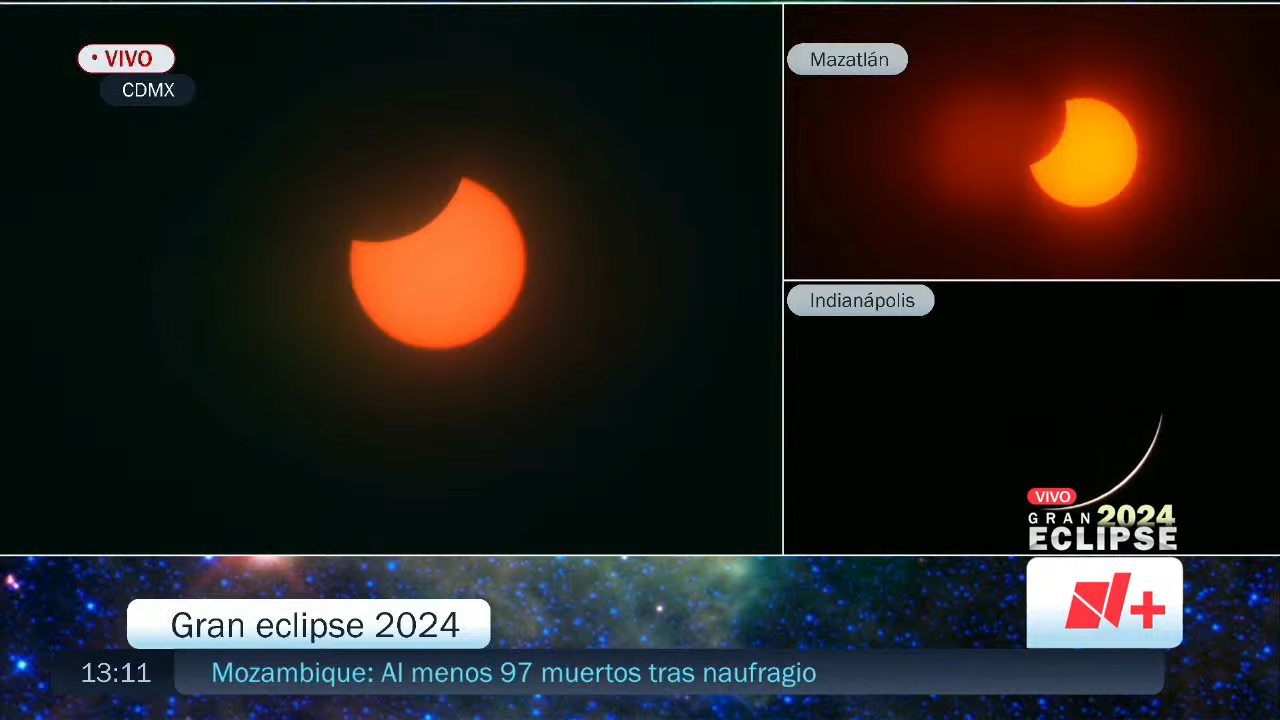 • VIVO
CDMX
Mazatlán
Indianápolis
VIVO
GRAN 2024
ECLIPSE
Gran eclipse 2024
N+
13:11
Mozambique: Al menos 97 muertos tras naufragio